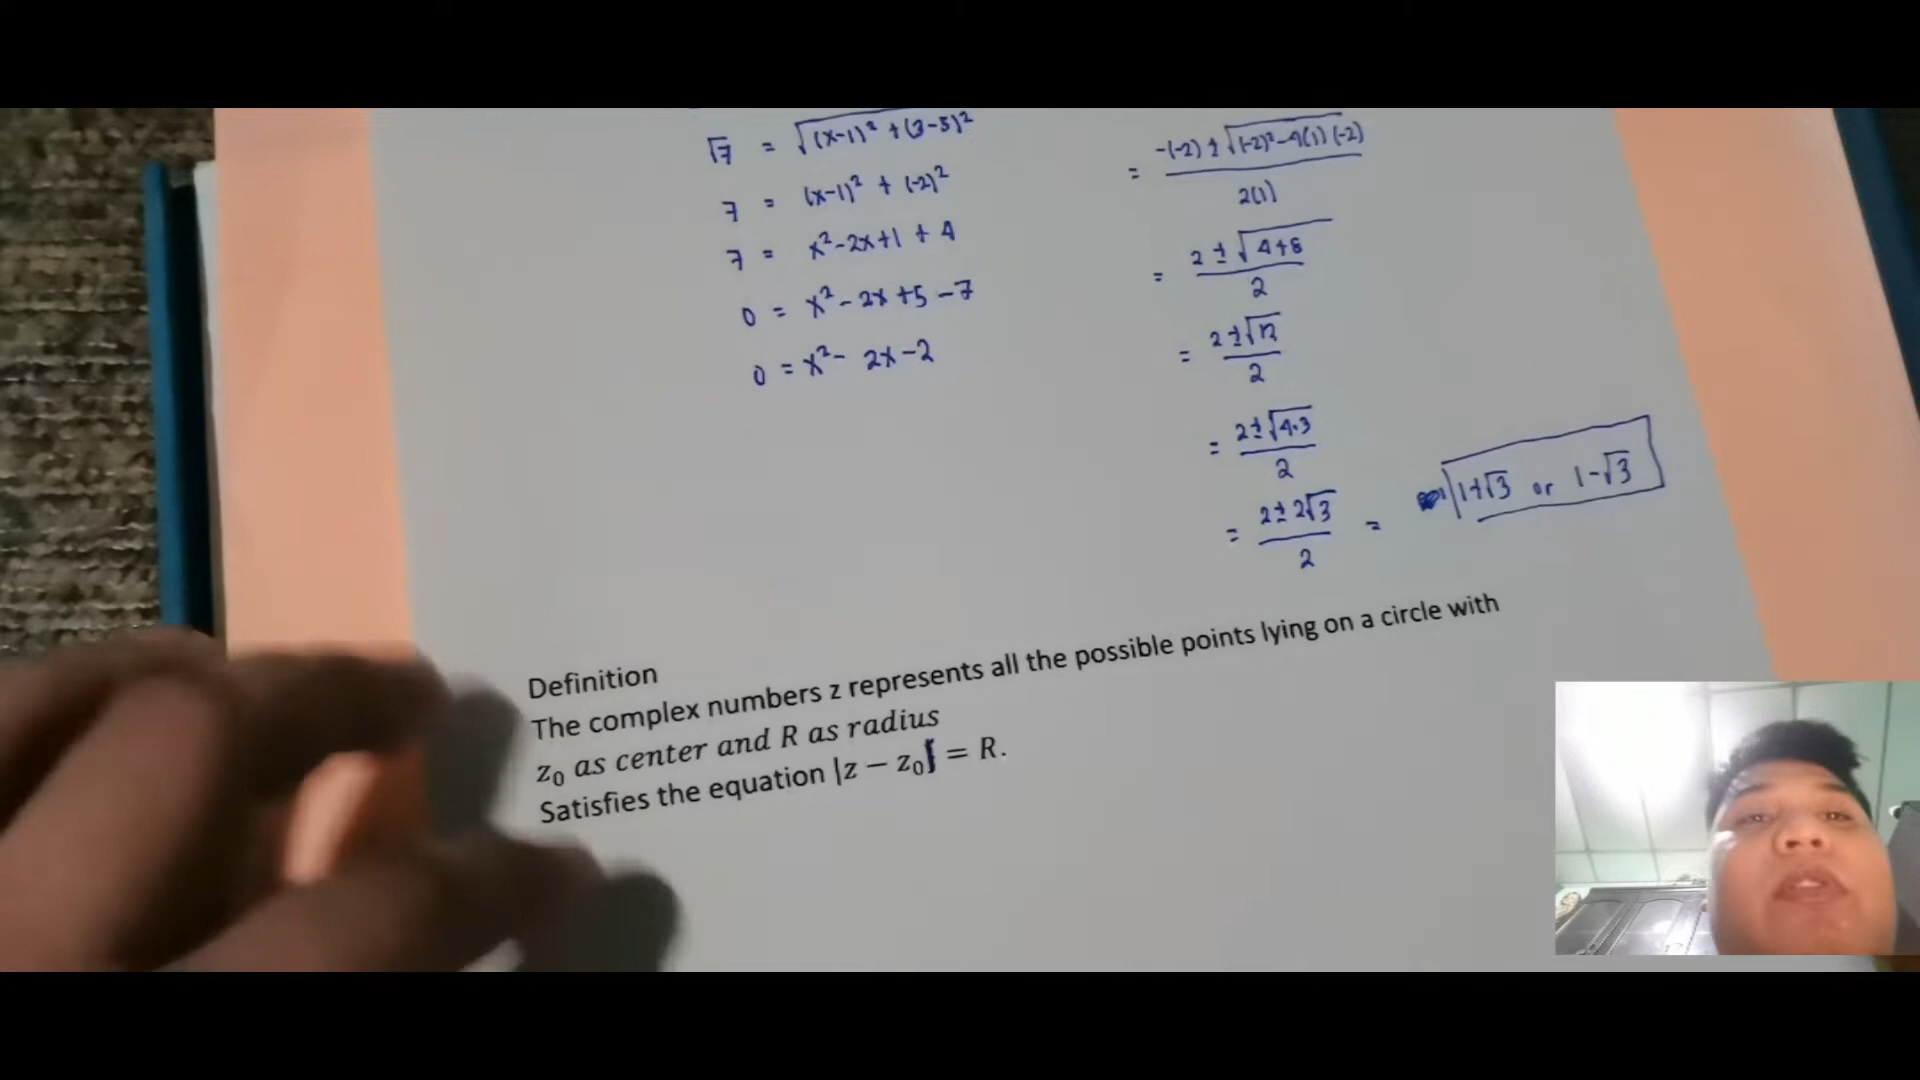 √7 = √(x-1)² + (3-5)²
7 = (x-1)² + (-2)²
7 = x²-2x+1 + 4
0 = x²- 2x +5 -7
0 = x²- 2x-2
= -(-2) ± √(-2)²-4(1)(-2) / 2(1)
= 2 ± √4+8 / 2
= 2 ± √12 / 2
= 2 ± √4·3 / 2
= 2 ± 2√3 / 2 = 1+√3 or 1-√3
Definition
The complex numbers z represents all the possible points lying on a circle with
z₀ as center and R as radius
Satisfies the equation |z − z₀| = R.